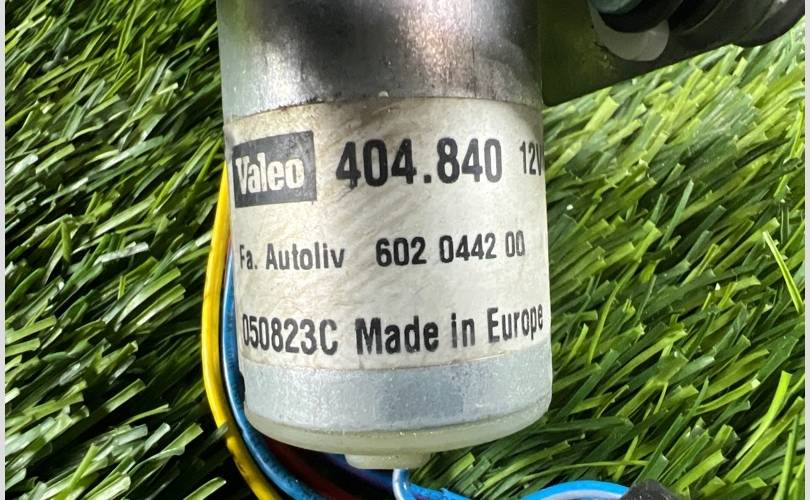 Valeo 404.840 12V
Fa. Autoliv 602 0442 00
050823C Made in Europe